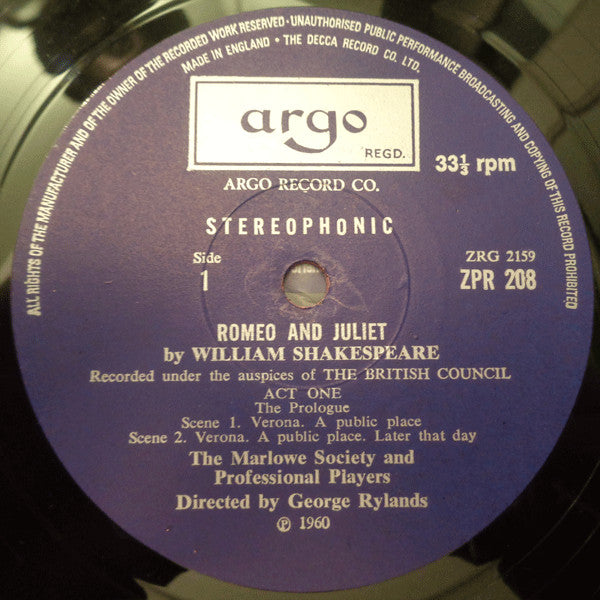 ALL RIGHTS OF THE MANUFACTURER AND OF THE OWNER OF THE RECORDED WORK RESERVED · UNAUTHORISED PUBLIC PERFORMANCE BROADCASTING AND COPYING OF THIS RECORD PROHIBITED
MADE IN ENGLAND · THE DECCA RECORD CO. LTD.
argo
REGD.
33⅓ rpm
ARGO RECORD CO.
STEREOPHONIC
Side
1
ZRG 2159
ZPR 208
ROMEO AND JULIET
by WILLIAM SHAKESPEARE
Recorded under the auspices of THE BRITISH COUNCIL
ACT ONE
The Prologue
Scene 1. Verona. A public place
Scene 2. Verona. A public place. Later that day
The Marlowe Society and
Professional Players
Directed by George Rylands
℗ 1960